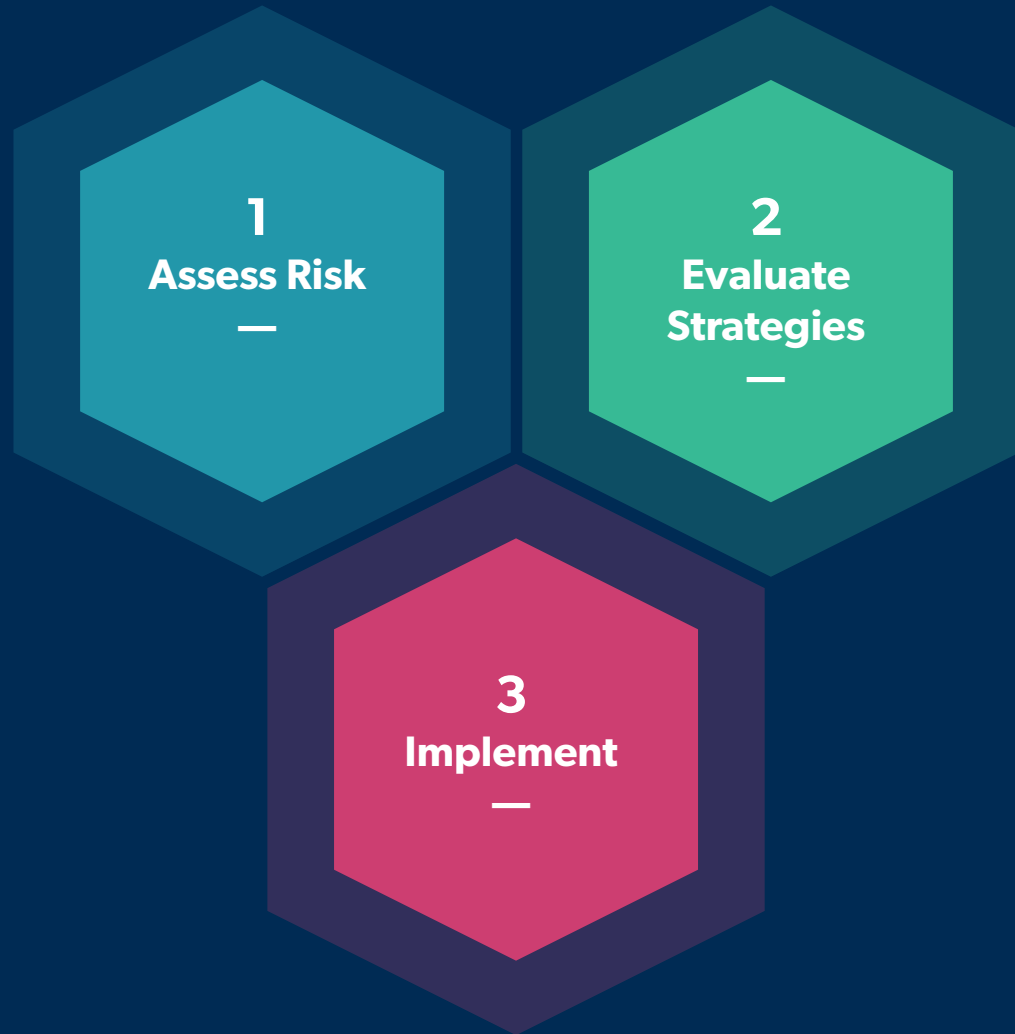 1
Assess Risk
—
2
Evaluate
Strategies
—
3
Implement
—